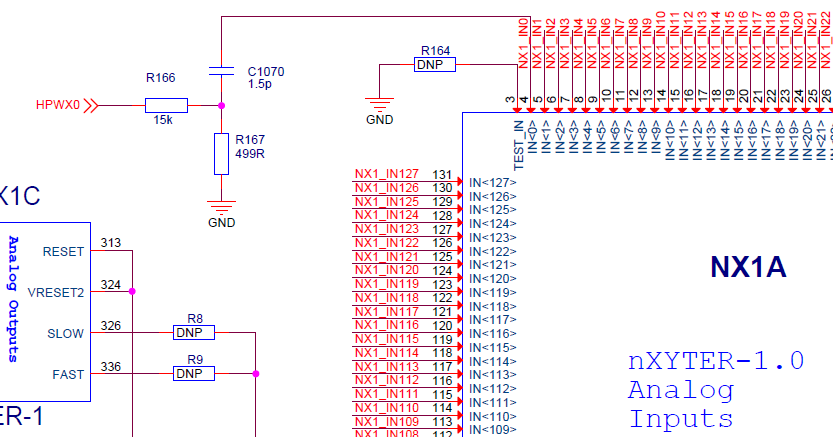 NX1_IN0
NX1_IN1
NX1_IN2
NX1_IN3
NX1_IN4
NX1_IN5
NX1_IN6
NX1_IN7
NX1_IN8
NX1_IN9
NX1_IN10
NX1_IN11
NX1_IN12
NX1_IN13
NX1_IN14
NX1_IN15
NX1_IN16
NX1_IN17
NX1_IN18
NX1_IN19
NX1_IN20
NX1_IN21
NX1_IN22
R164
DNP
GND
R166
15k
C1070
1.5p
HPWX0
R167
499R
GND
3
4
5
6
7
8
9
10
11
12
13
14
15
16
17
18
19
20
21
22
23
24
25
26
TEST_IN
IN<0>
IN<1>
IN<2>
IN<3>
IN<4>
IN<5>
IN<6>
IN<7>
IN<8>
IN<9>
IN<10>
IN<11>
IN<12>
IN<13>
IN<14>
IN<15>
IN<16>
IN<17>
IN<18>
IN<19>
IN<20>
IN<21>
NX1_IN127 131 IN<127>
NX1_IN126 130 IN<126>
NX1_IN125 129 IN<125>
NX1_IN124 128 IN<124>
NX1_IN123 127 IN<123>
NX1_IN122 126 IN<122>
NX1_IN121 125 IN<121>
NX1_IN120 124 IN<120>
NX1_IN119 123 IN<119>
NX1_IN118 122 IN<118>
NX1_IN117 121 IN<117>
NX1_IN116 120 IN<116>
NX1_IN115 119 IN<115>
NX1_IN114 118 IN<114>
NX1_IN113 117 IN<113>
NX1_IN112 116 IN<112>
NX1_IN111 115 IN<111>
NX1_IN110 114 IN<110>
NX1_IN109 113 IN<109>
NX1_IN108 112
X1C
Analog Outputs
RESET 313
VRESET2 324
SLOW 326
FAST 336
R8
DNP
R9
DNP
ER-1
NX1A
nXYTER-1.0
Analog
Inputs